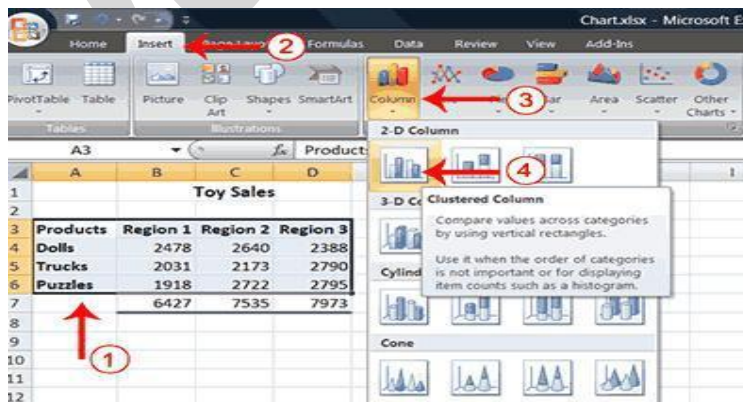 Chart.xlsx - Microsoft E
Home Insert Formulas Data Review View Add-Ins
2
PivotTable Table Picture Clip Art Shapes SmartArt Column Area Scatter Other Charts
3
Tables Illustrations
2-D Column
A3 fx Product
4
A B C D I
Clustered Column
Compare values across categories
by using vertical rectangles.
Use it when the order of categories
is not important or for displaying
item counts such as a histogram.
1 Toy Sales
2
3 Products Region 1 Region 2 Region 3
4 Dolls 2478 2640 2388
5 Trucks 2031 2173 2790
6 Puzzles 1918 2722 2795
7 6427 7535 7973
8
9
10
11
12
1
3-D C
Cylind
Cone